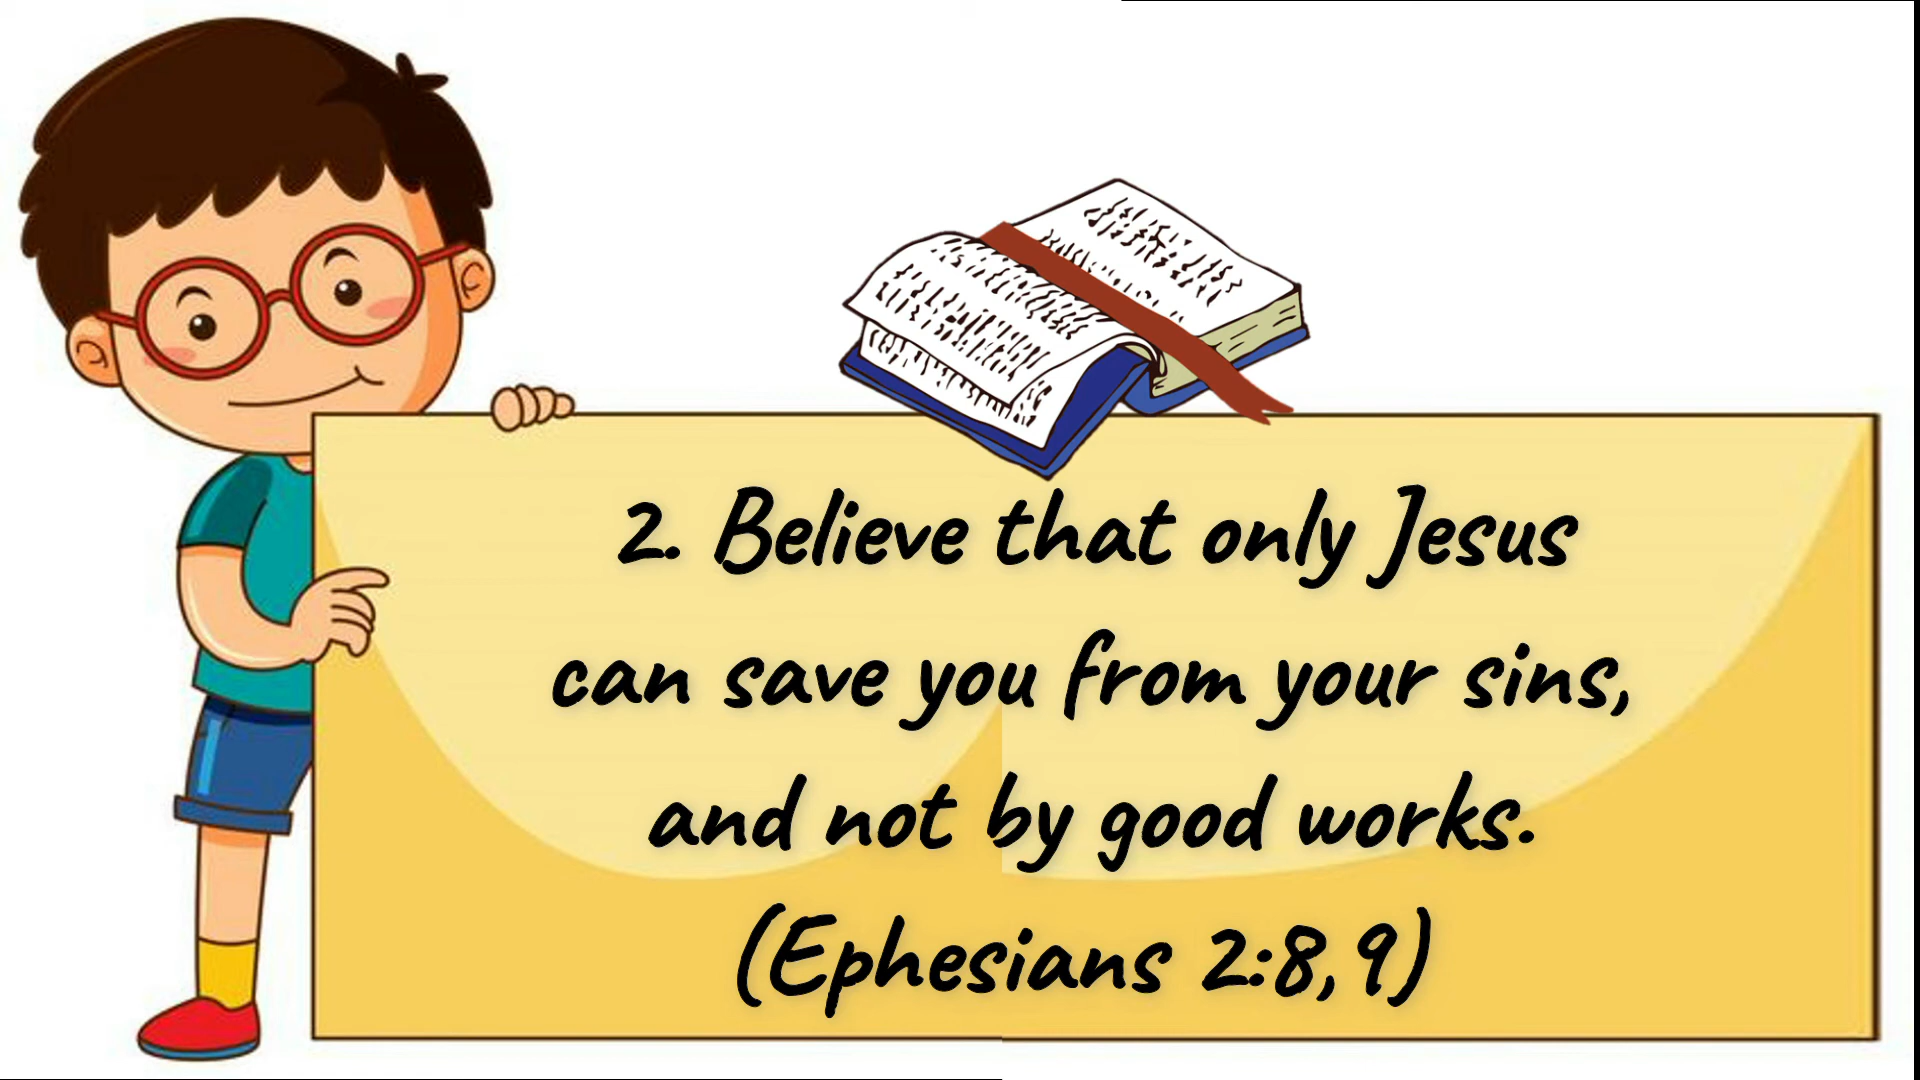 2. Believe that only Jesus
can save you from your sins,
and not by good works.
(Ephesians 2:8,9)